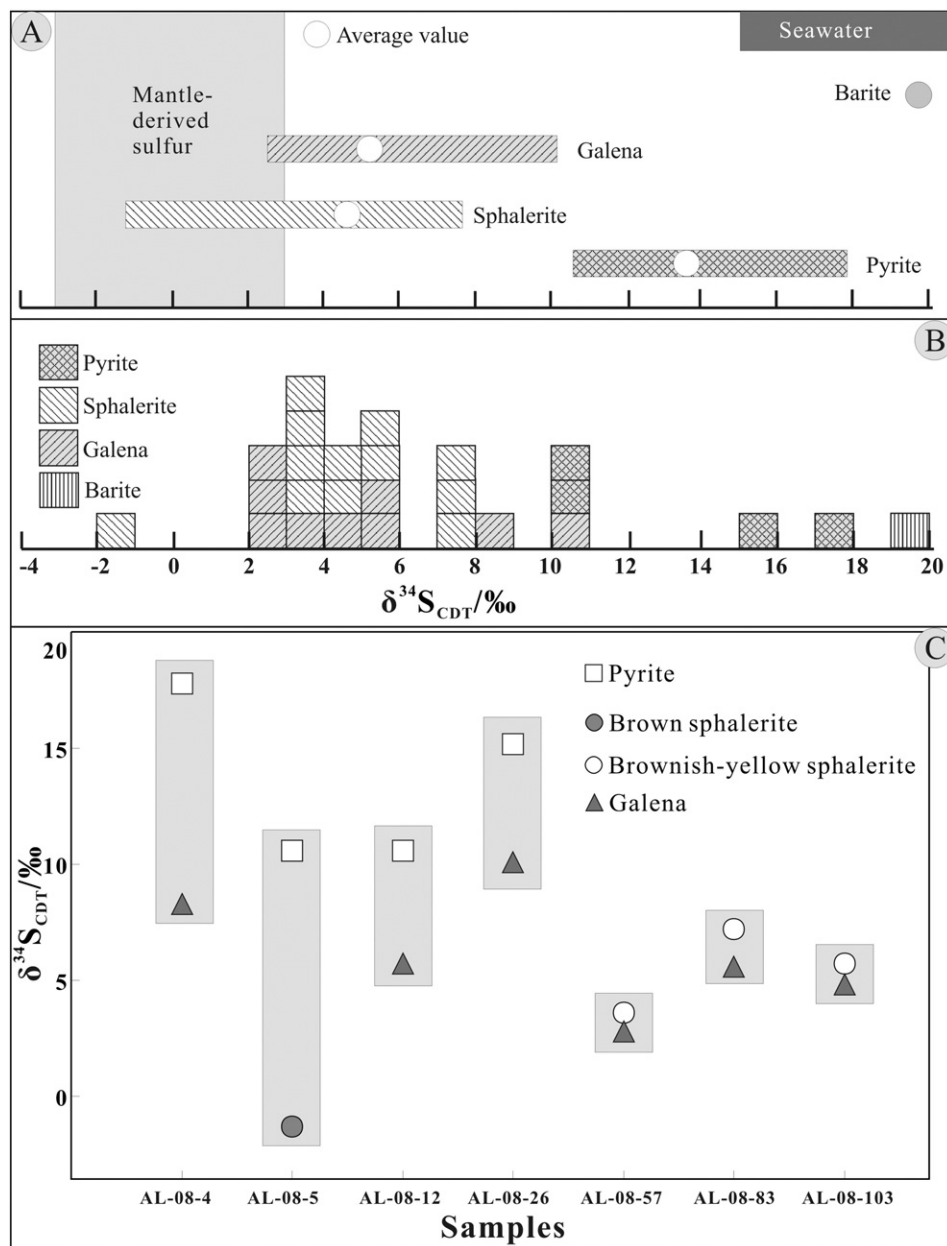 A
Average value
Seawater
Mantle-
derived
sulfur
Barite
Galena
Sphalerite
Pyrite
B
Pyrite
Sphalerite
Galena
Barite
-4 -2 0 2 4 6 8 10 12 14 16 18 20
δ³⁴S_CDT/‰
C
20
15
10
5
0
δ³⁴S_CDT/‰
Pyrite
Brown sphalerite
Brownish-yellow sphalerite
Galena
AL-08-4 AL-08-5 AL-08-12 AL-08-26 AL-08-57 AL-08-83 AL-08-103
Samples